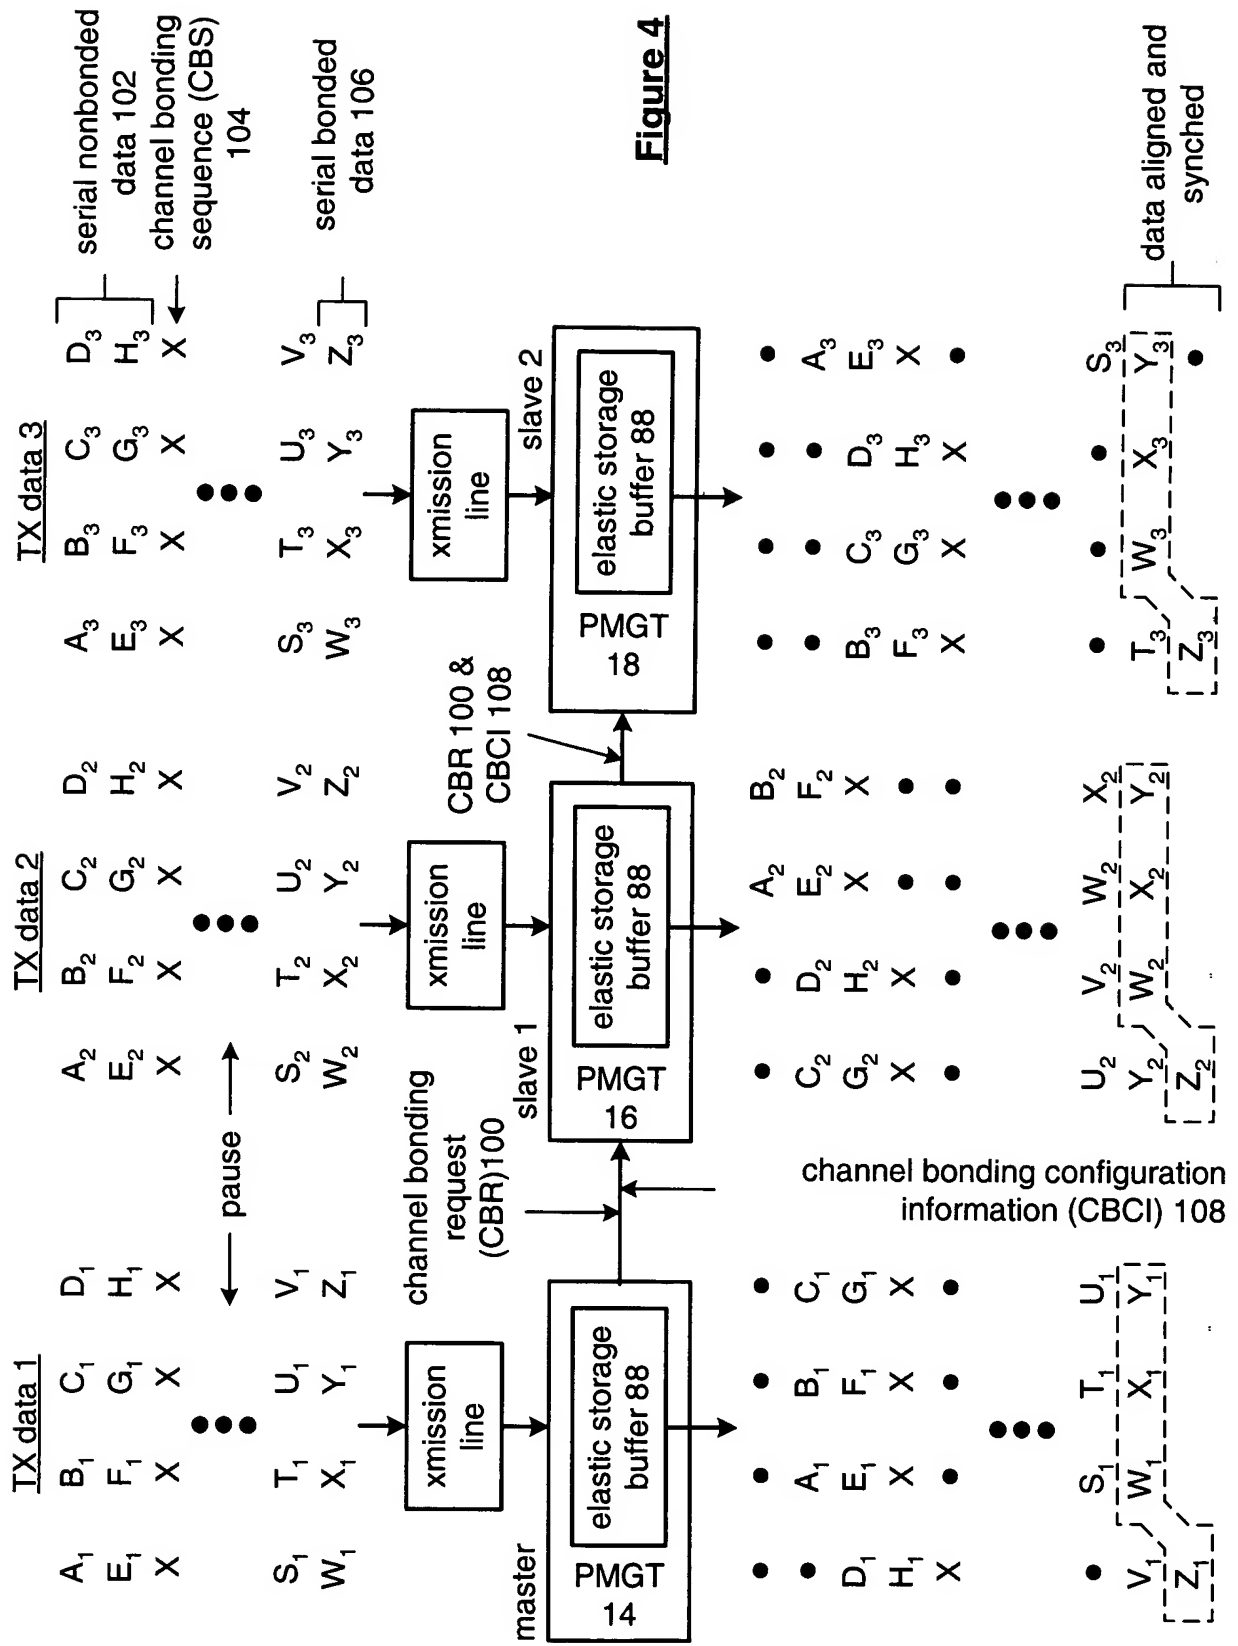 TX data 1 TX data 2 TX data 3
A₁ B₁ C₁ D₁ A₂ B₂ C₂ D₂ A₃ B₃ C₃ D₃
E₁ F₁ G₁ H₁ E₂ F₂ G₂ H₂ E₃ F₃ G₃ H₃
X X X X X X X X X X X X
serial nonbonded
data 102
channel bonding
sequence (CBS)
104
pause
S₁ T₁ U₁ V₁ S₂ T₂ U₂ V₂ S₃ T₃ U₃ V₃
W₁ X₁ Y₁ Z₁ W₂ X₂ Y₂ Z₂ W₃ X₃ Y₃ Z₃
serial bonded
data 106
xmission
line
channel bonding
request
(CBR)100
xmission
line
CBR 100 &
CBCI 108
xmission
line
master
PMGT
14
elastic storage
buffer 88
slave 1
PMGT
16
elastic storage
buffer 88
slave 2
PMGT
18
elastic storage
buffer 88
Figure 4
channel bonding configuration
information (CBCI) 108
• • • • • • A₂ B₂ • • • •
• A₁ B₁ C₁ C₂ D₂ E₂ F₂ • • • A₃
D₁ E₁ F₁ G₁ G₂ H₂ X X B₃ C₃ D₃ E₃
H₁ X X X X X • • F₃ G₃ H₃ X
X • • • • • • • X X X •
• S₁ T₁ U₁ U₂ V₂ W₂ X₂ • • • S₃
V₁ W₁ X₁ Y₁ Y₂ W₂ X₂ Y₂ T₃ W₃ X₃ Y₃
Z₁ Z₂ Z₃ •
data aligned and
synched